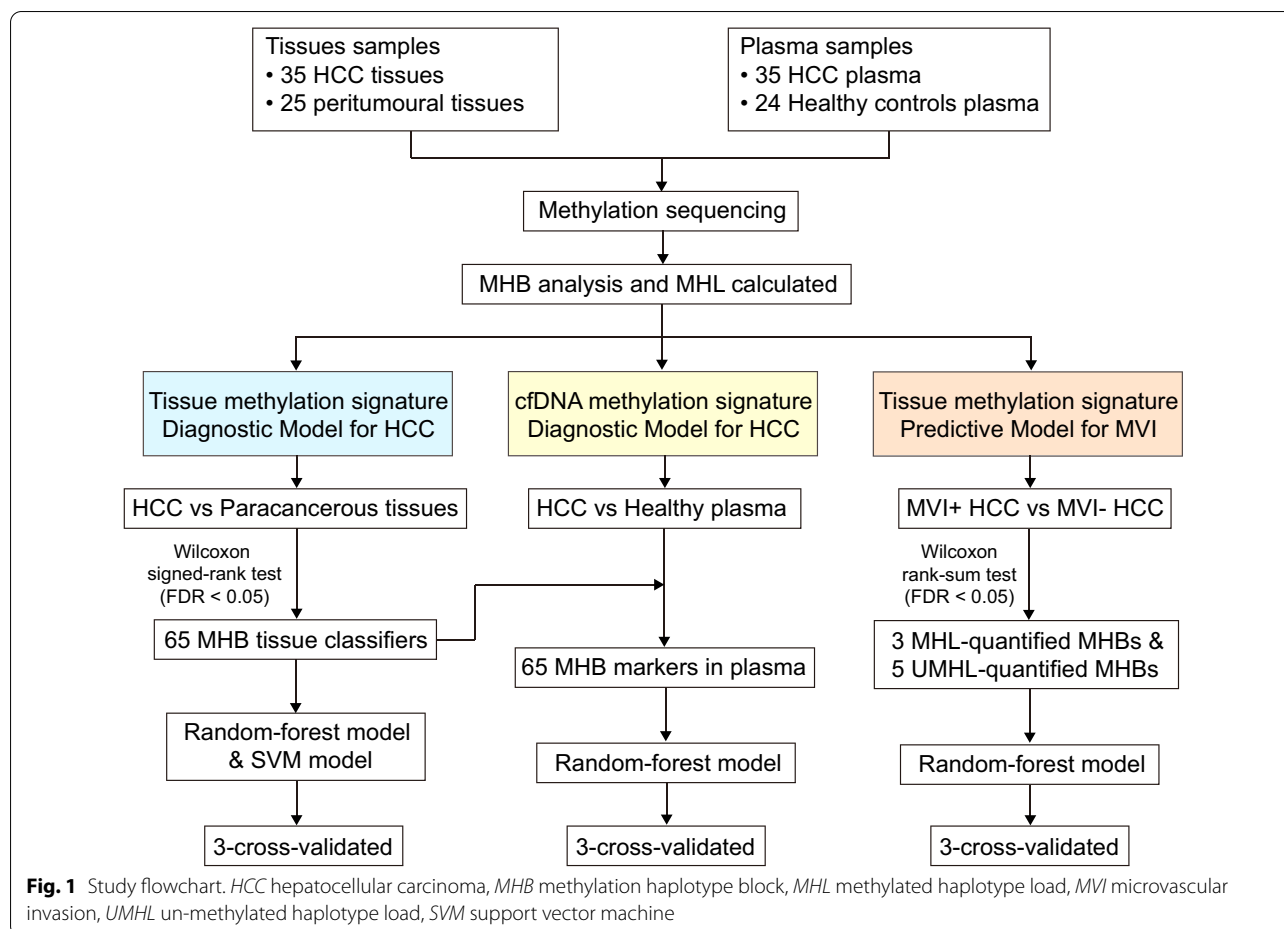 Tissues samples
• 35 HCC tissues
• 25 peritumoural tissues
Plasma samples
• 35 HCC plasma
• 24 Healthy controls plasma
Methylation sequencing
MHB analysis and MHL calculated
Tissue methylation signature
Diagnostic Model for HCC
cfDNA methylation signature
Diagnostic Model for HCC
Tissue methylation signature
Predictive Model for MVI
HCC vs Paracancerous tissues
HCC vs Healthy plasma
MVI+ HCC vs MVI- HCC
Wilcoxon
signed-rank test
(FDR < 0.05)
Wilcoxon
rank-sum test
(FDR < 0.05)
65 MHB tissue classifiers
65 MHB markers in plasma
3 MHL-quantified MHBs &
5 UMHL-quantified MHBs
Random-forest model
& SVM model
Random-forest model
Random-forest model
3-cross-validated
3-cross-validated
3-cross-validated
Fig. 1 Study flowchart. HCC hepatocellular carcinoma, MHB methylation haplotype block, MHL methylated haplotype load, MVI microvascular
invasion, UMHL un-methylated haplotype load, SVM support vector machine